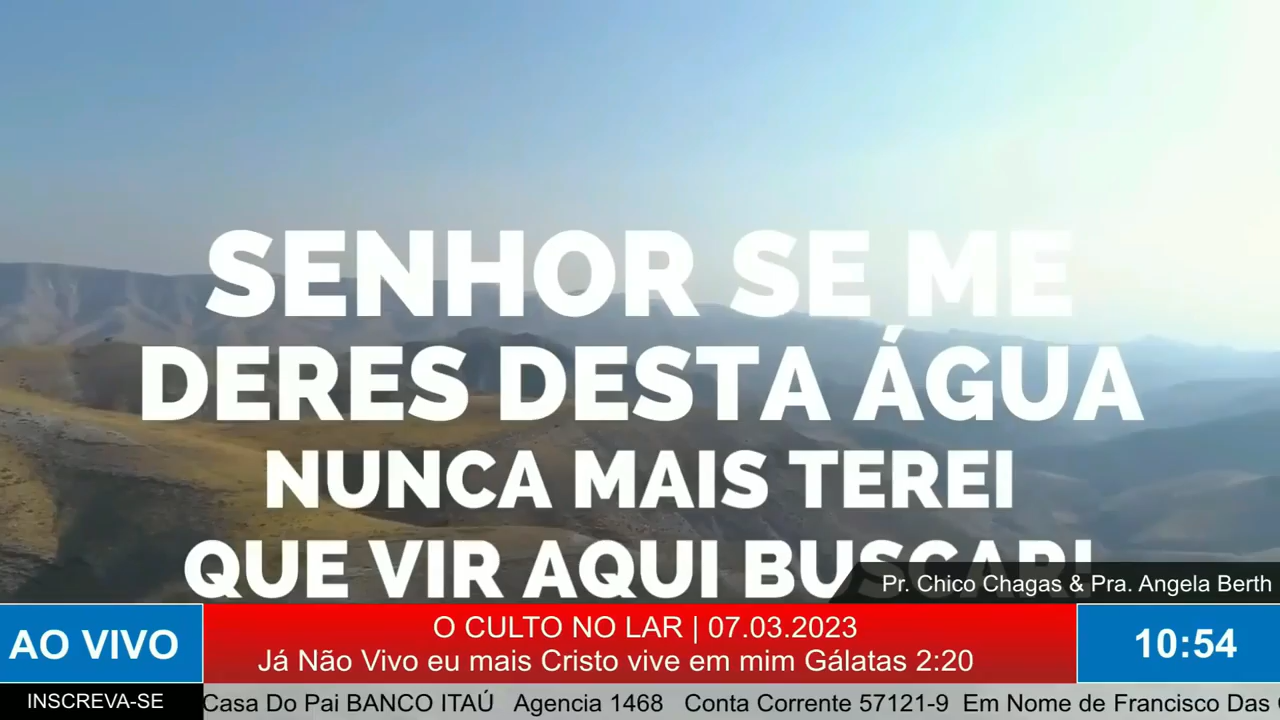 SENHOR SE ME
DERES DESTA ÁGUA
NUNCA MAIS TEREI
QUE VIR AQUI BUSCAR!
Pr. Chico Chagas & Pra. Angela Berth
AO VIVO
O CULTO NO LAR | 07.03.2023
Já Não Vivo eu mais Cristo vive em mim Gálatas 2:20
10:54
INSCREVA-SE
Casa Do Pai BANCO ITAÚ Agencia 1468 Conta Corrente 57121-9 Em Nome de Francisco Das